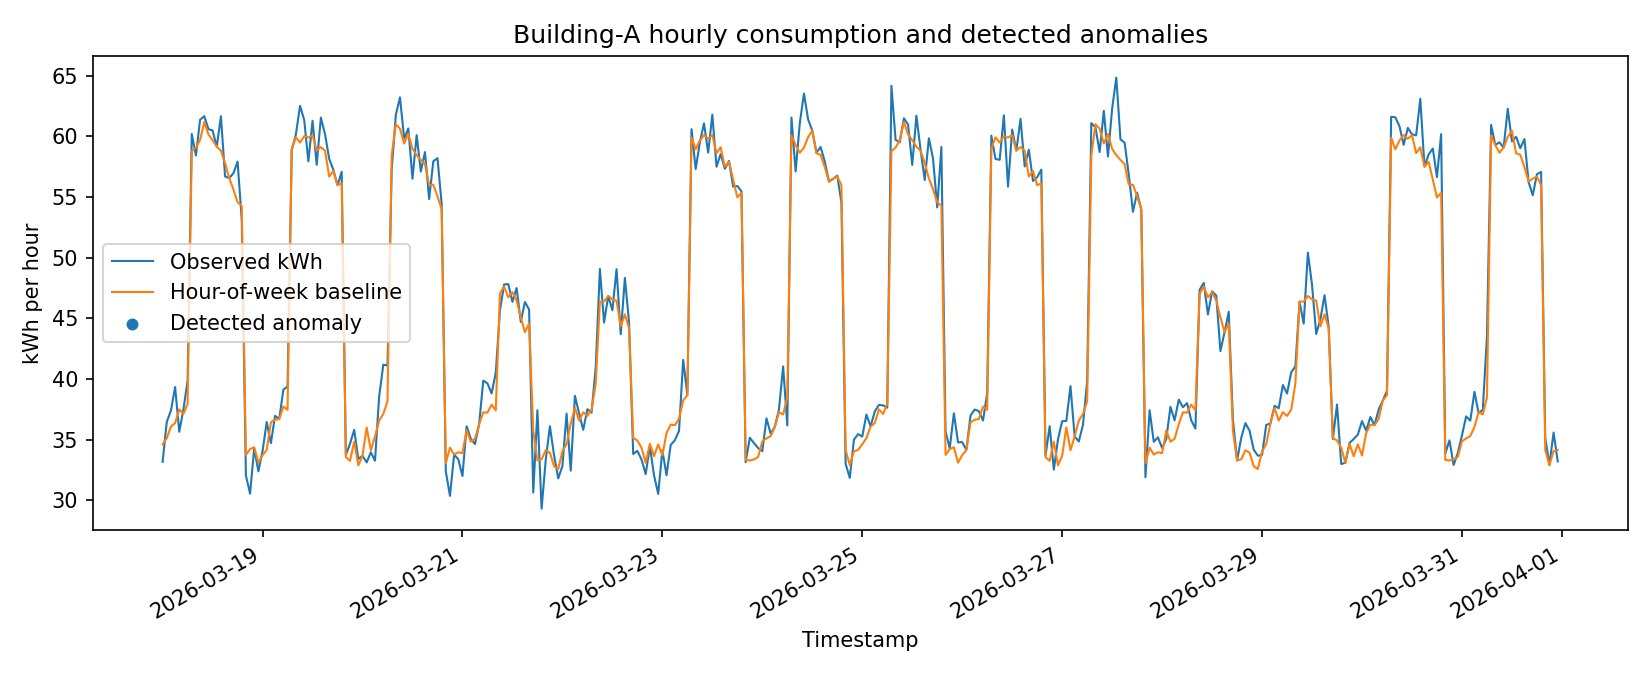 Building-A hourly consumption and detected anomalies
kWh per hour
65
60
55
50
45
40
35
30
Observed kWh
Hour-of-week baseline
Detected anomaly
2026-03-19
2026-03-21
2026-03-23
2026-03-25
2026-03-27
2026-03-29
2026-03-31
2026-04-01
Timestamp